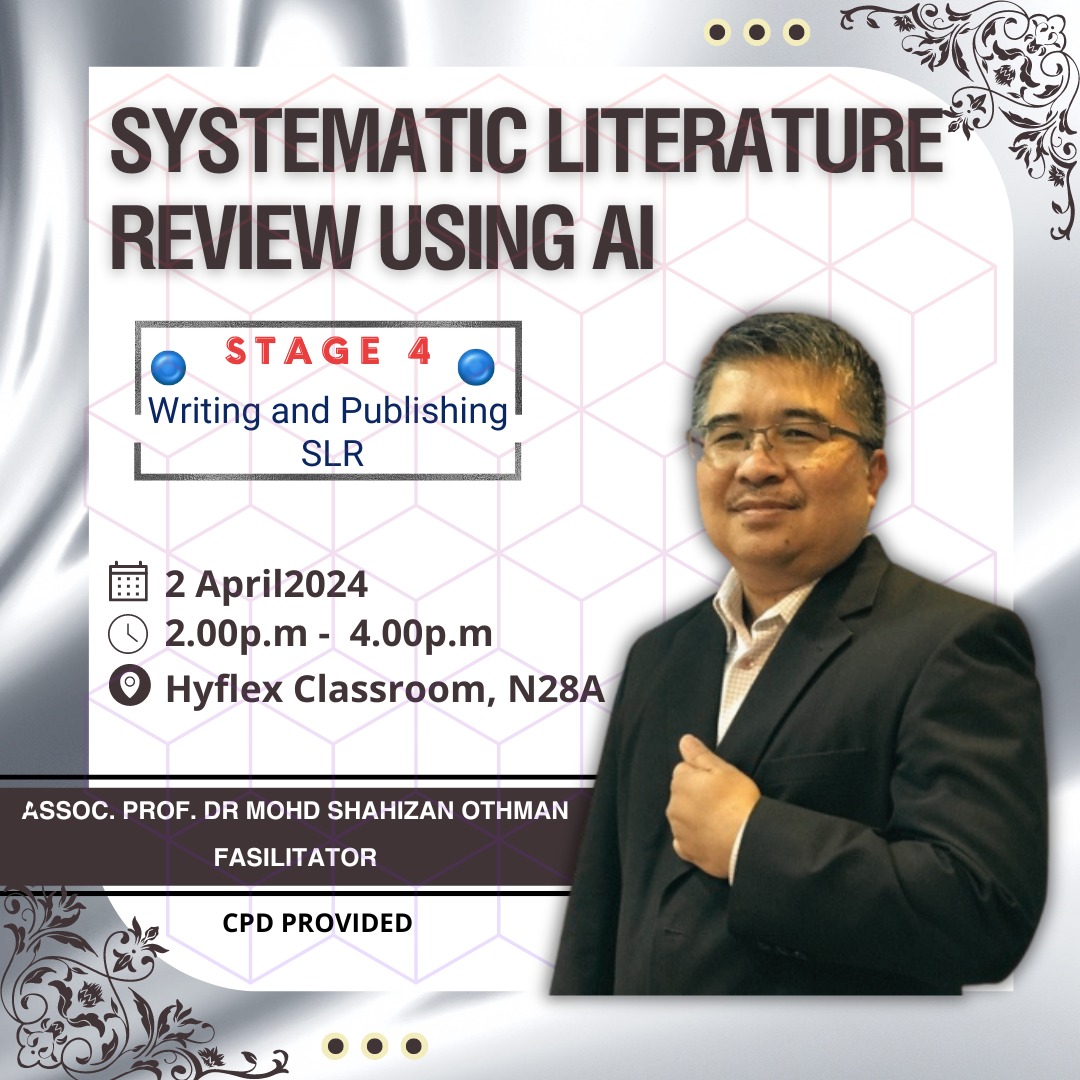 SYSTEMATIC LITERATURE
REVIEW USING AI
STAGE 4
Writing and Publishing
SLR
2 April2024
2.00p.m - 4.00p.m
Hyflex Classroom, N28A
ASSOC. PROF. DR MOHD SHAHIZAN OTHMAN
FASILITATOR
CPD PROVIDED